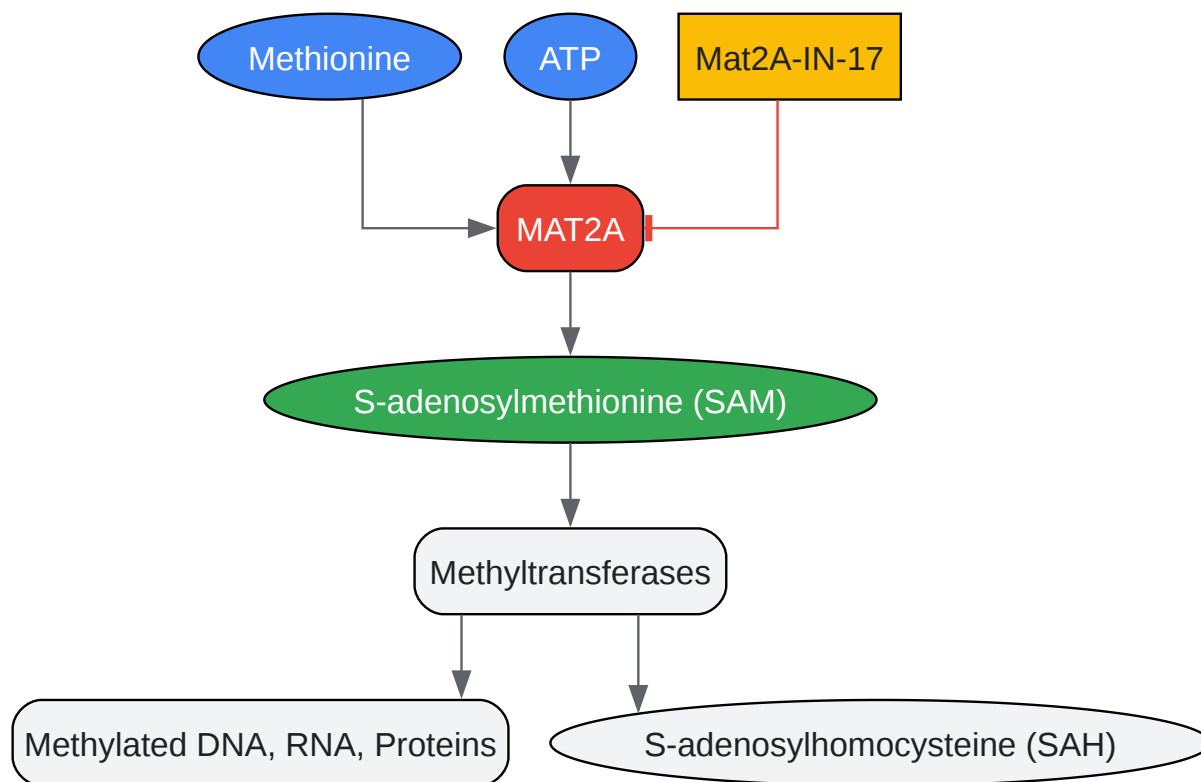 Methionine
ATP
Mat2A-IN-17
MAT2A
S-adenosylmethionine (SAM)
Methyltransferases
Methylated DNA, RNA, Proteins
S-adenosylhomocysteine (SAH)